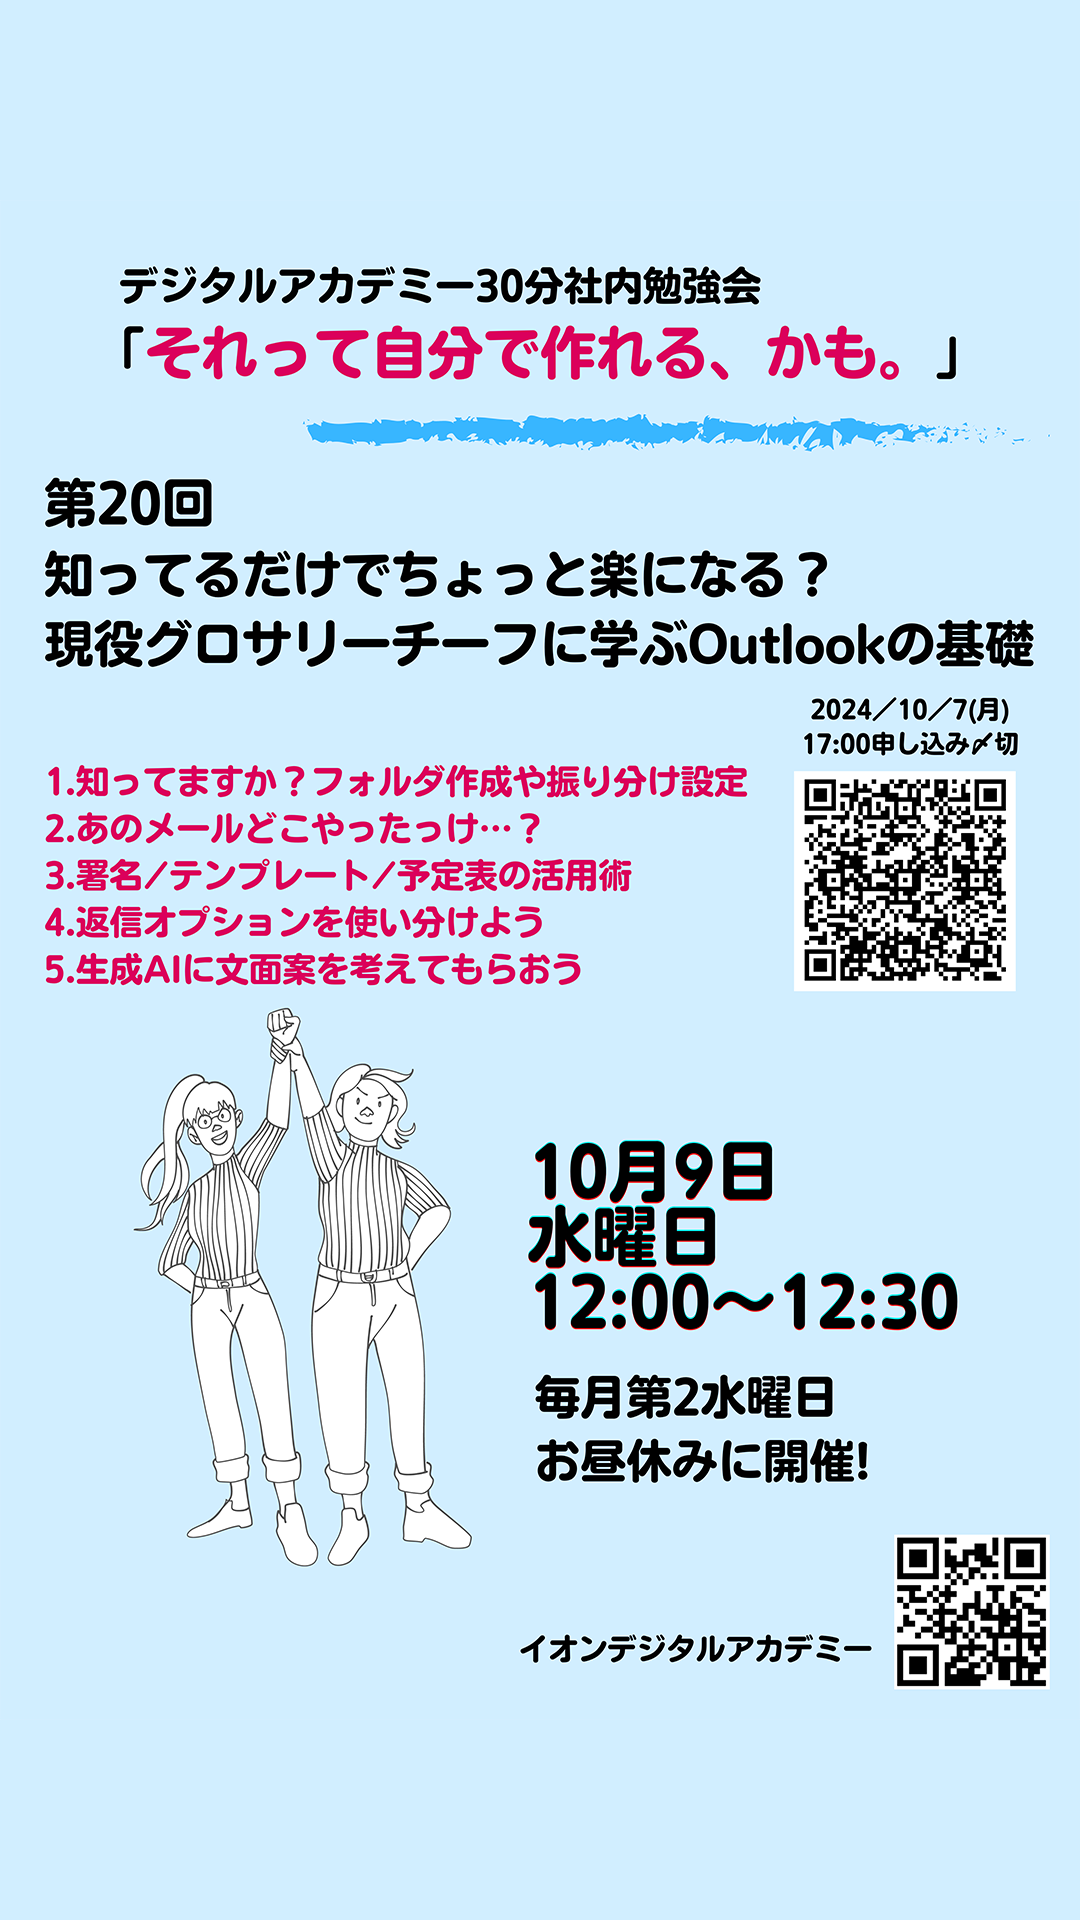 デジタルアカデミー30分社内勉強会
「それって自分で作れる、かも。」
第20回
知ってるだけでちょっと楽になる？
現役グロサリーチーフに学ぶOutlookの基礎
2024／10／7(月)
17:00申し込み〆切
1.知ってますか？フォルダ作成や振り分け設定
2.あのメールどこやったっけ…？
3.署名/テンプレート/予定表の活用術
4.返信オプションを使い分けよう
5.生成AIに文面案を考えてもらおう
10月9日
水曜日
12:00～12:30
毎月第2水曜日
お昼休みに開催!
イオンデジタルアカデミー